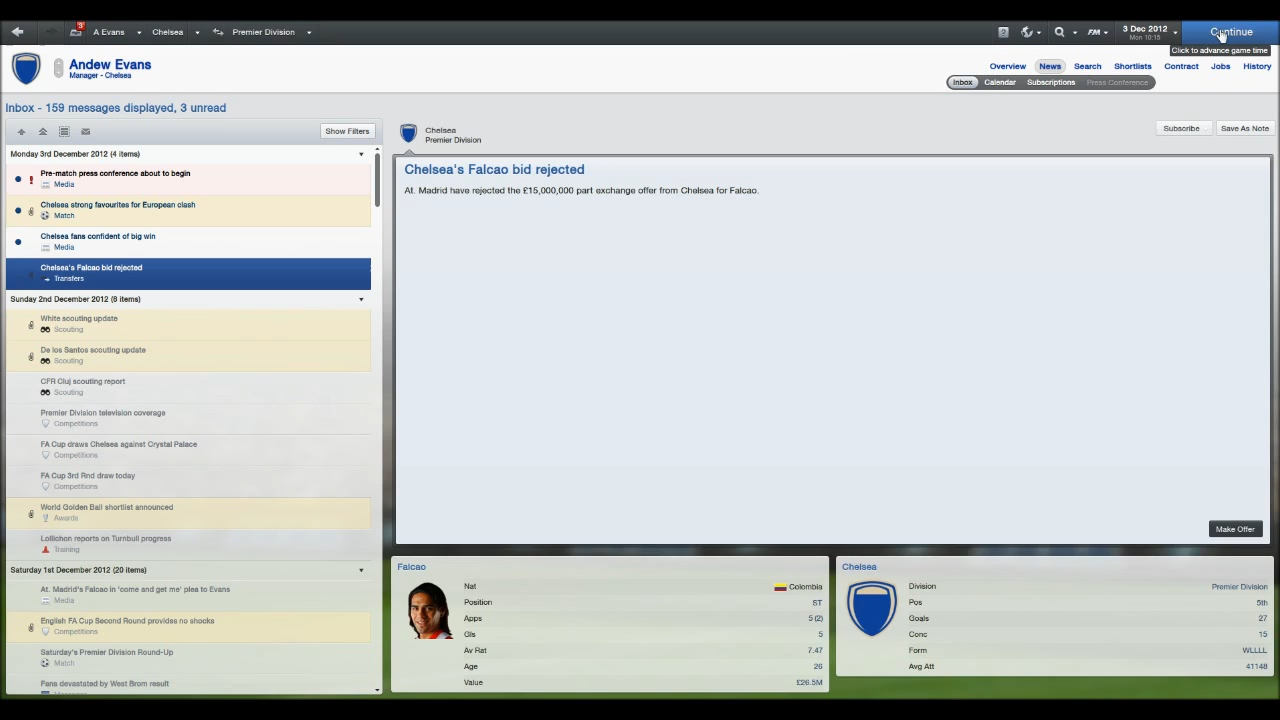 3
A Evans
Chelsea
Premier Division
?
FM
3 Dec 2012
Mon 10:15
Continue
Click to advance game time
Andew Evans
Manager - Chelsea
Overview
News
Search
Shortlists
Contract
Jobs
History
Inbox
Calendar
Subscriptions
Press Conference
Inbox - 159 messages displayed, 3 unread
Show Filters
Monday 3rd December 2012 (4 items)
Pre-match press conference about to begin
Media
Chelsea strong favourites for European clash
Match
Chelsea fans confident of big win
Media
Chelsea's Falcao bid rejected
Transfers
Sunday 2nd December 2012 (8 items)
White scouting update
Scouting
De los Santos scouting update
Scouting
CFR Cluj scouting report
Scouting
Premier Division television coverage
Competitions
FA Cup draws Chelsea against Crystal Palace
Competitions
FA Cup 3rd Rnd draw today
Competitions
World Golden Ball shortlist announced
Awards
Lollichon reports on Turnbull progress
Training
Saturday 1st December 2012 (20 items)
At. Madrid's Falcao in 'come and get me' plea to Evans
Media
English FA Cup Second Round provides no shocks
Competitions
Saturday's Premier Division Round-Up
Match
Fans devastated by West Brom result
Chelsea
Premier Division
Subscribe
Save As Note
Chelsea's Falcao bid rejected
At. Madrid have rejected the £15,000,000 part exchange offer from Chelsea for Falcao.
Make Offer
Falcao
Nat Colombia
Position ST
Apps 5 (2)
Gls 5
Av Rat 7.47
Age 26
Value £26.5M
Chelsea
Division Premier Division
Pos 5th
Goals 27
Conc 15
Form WLLLL
Avg Att 41148